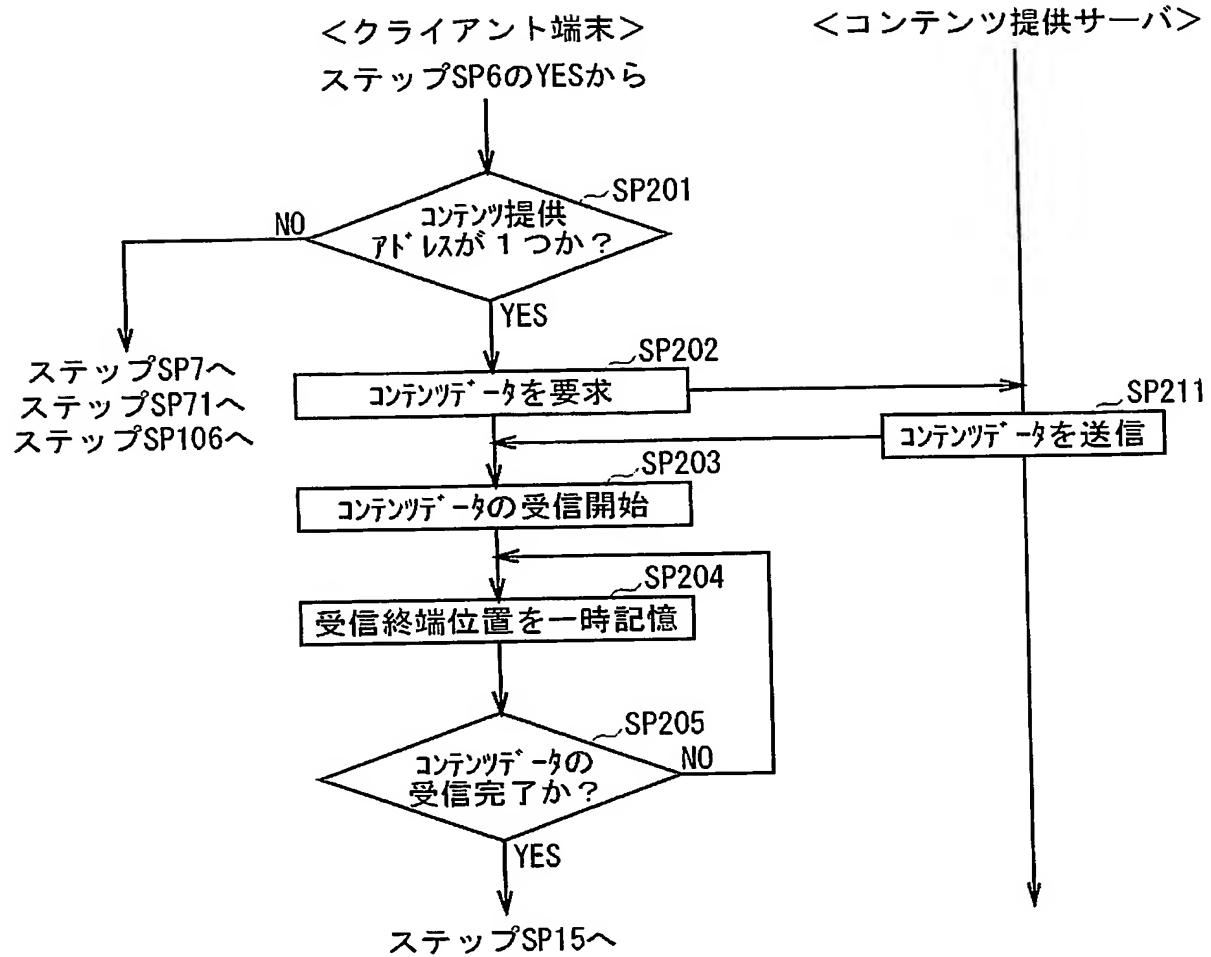 <クライアント端末>
<コンテンツ提供サーバ>
ステップSP6のYESから
SP201
コンテンツ提供
アドレスが1つか?
NO
YES
ステップSP7へ
ステップSP71へ
ステップSP106へ
SP202
コンテンツデータを要求
SP211
コンテンツデータを送信
SP203
コンテンツデータの受信開始
SP204
受信終端位置を一時記憶
SP205
コンテンツデータの
受信完了か?
NO
YES
ステップSP15へ